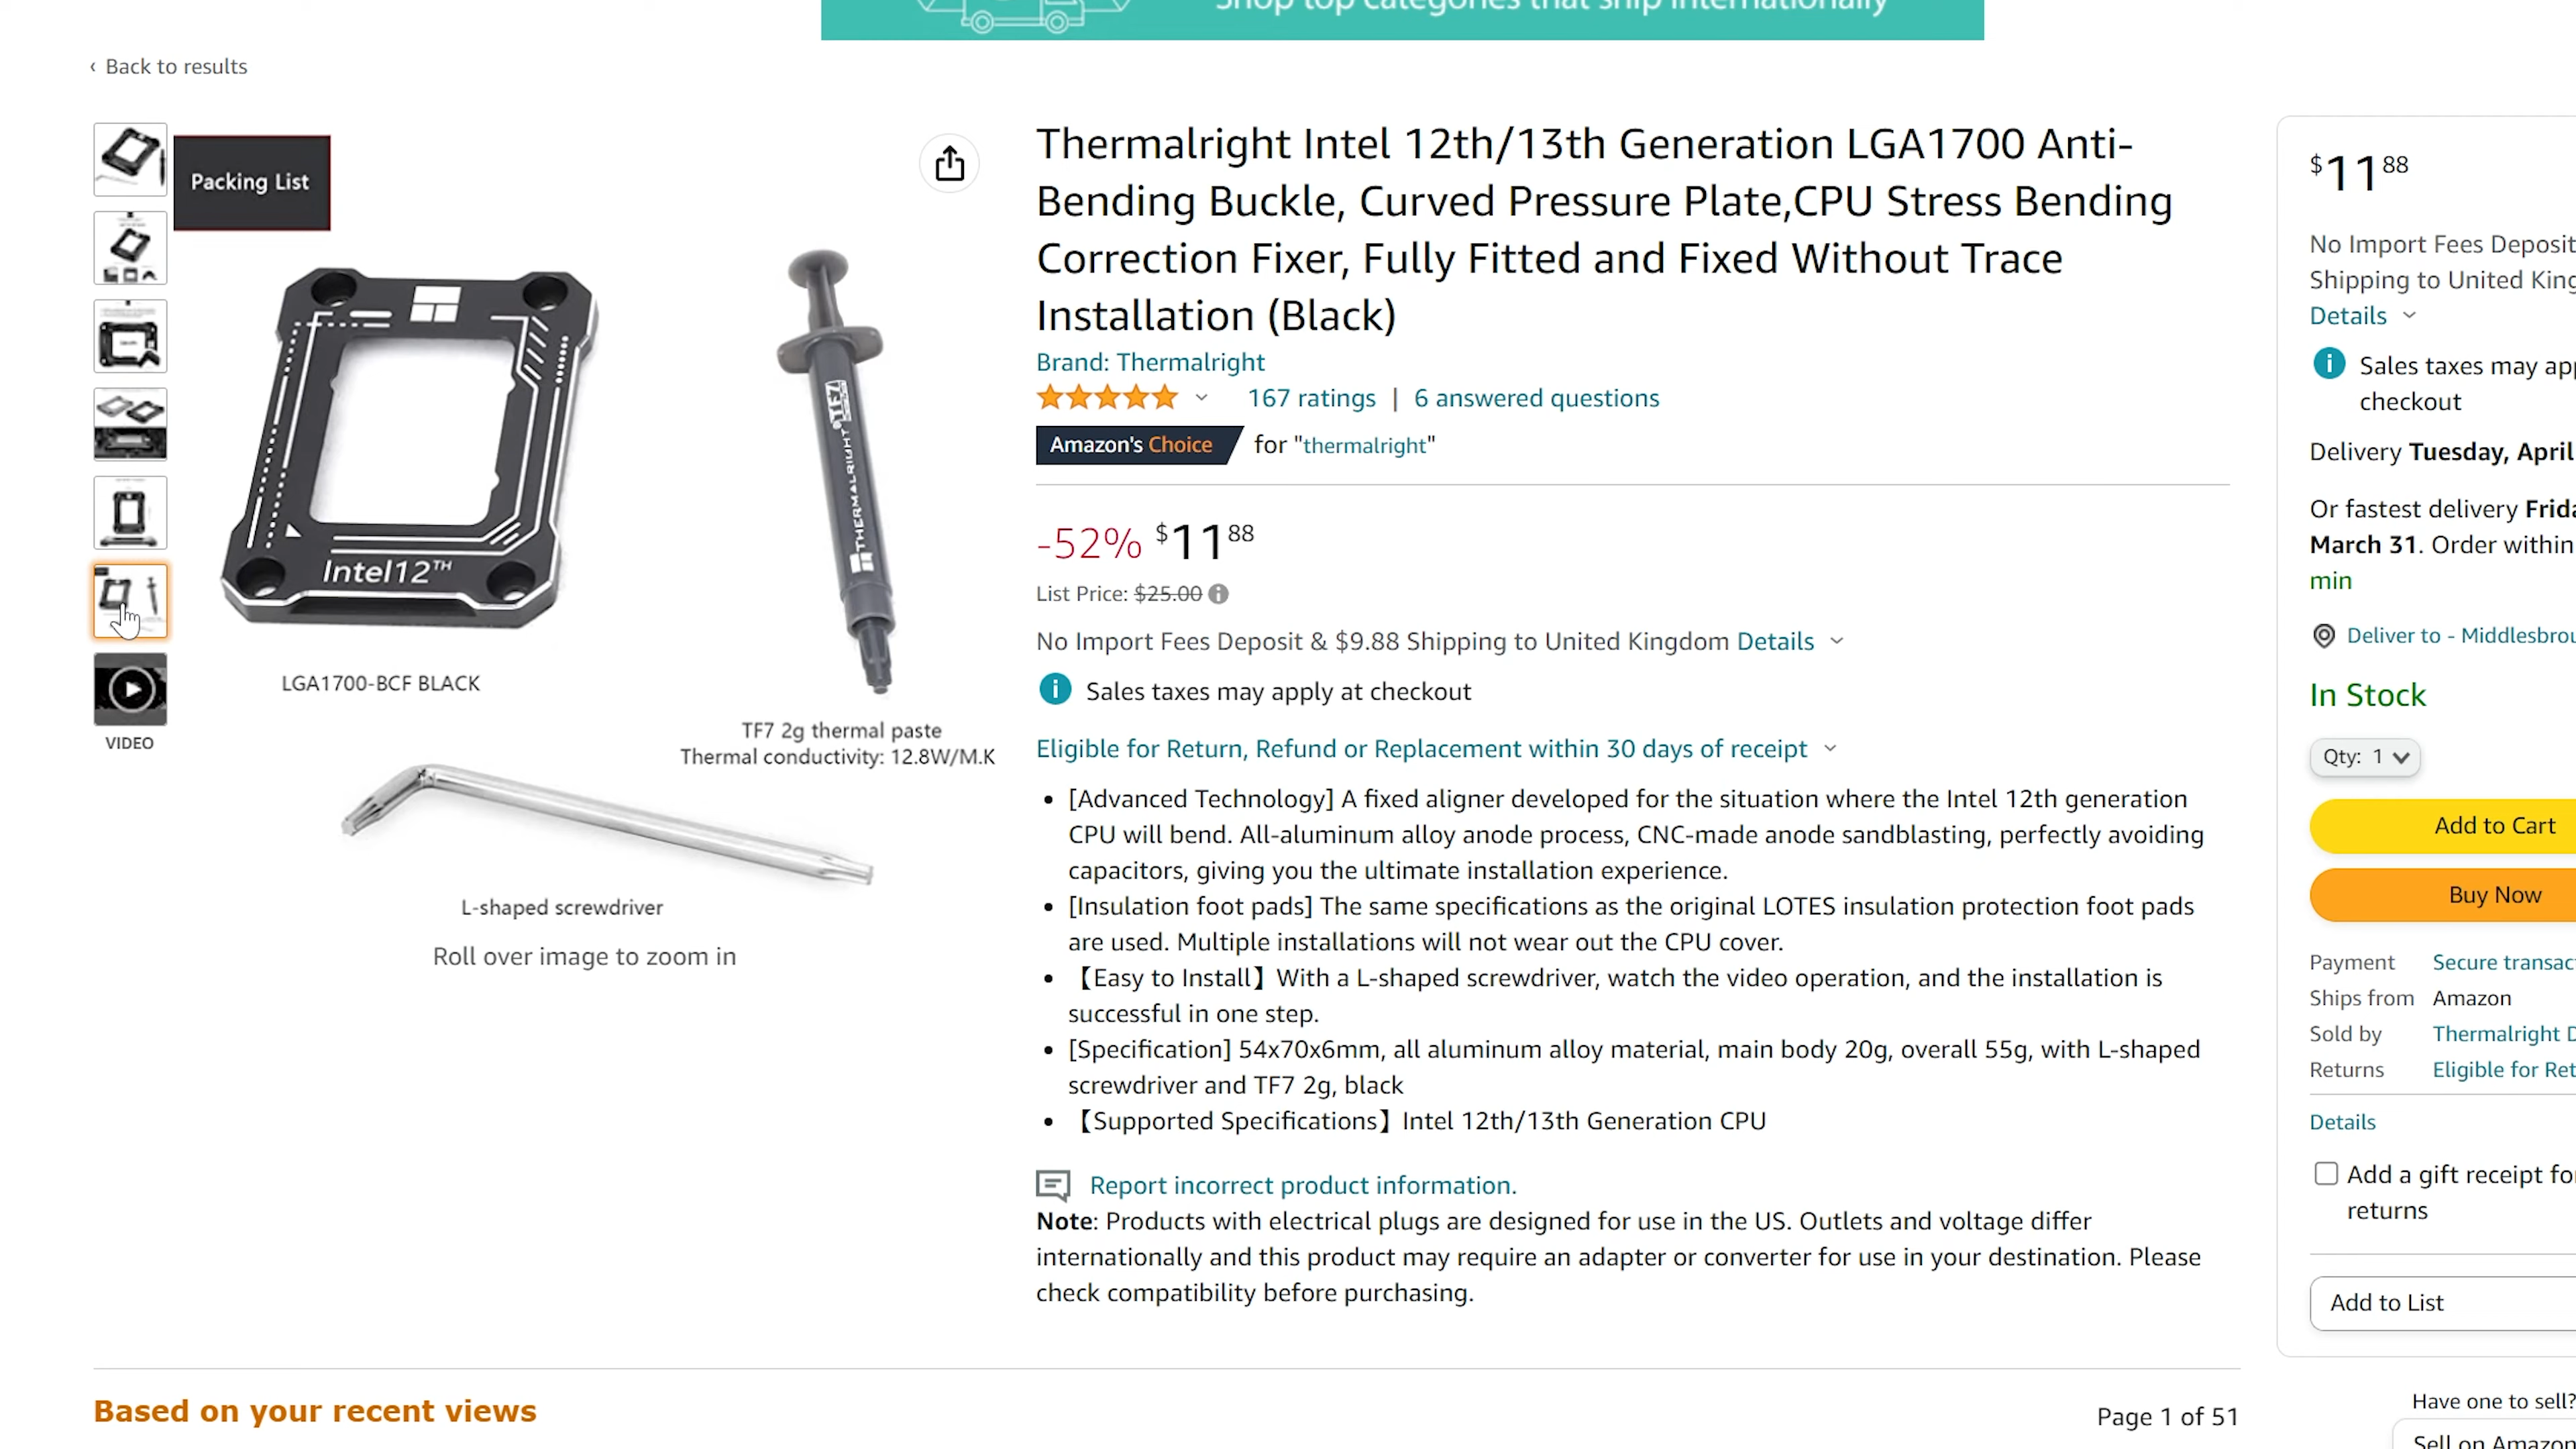 Shop top categories that ship internationally
‹ Back to results
Packing List
Intel12TH
THERMALRIGHT TF7
LGA1700-BCF BLACK
TF7 2g thermal paste
Thermal conductivity: 12.8W/M.K
L-shaped screwdriver
Roll over image to zoom in
VIDEO
Thermalright Intel 12th/13th Generation LGA1700 Anti-
Bending Buckle, Curved Pressure Plate,CPU Stress Bending
Correction Fixer, Fully Fitted and Fixed Without Trace
Installation (Black)
Brand: Thermalright
167 ratings | 6 answered questions
Amazon's Choice for "thermalright"
-52% $11 88
List Price: $25.00
No Import Fees Deposit & $9.88 Shipping to United Kingdom Details
Sales taxes may apply at checkout
Eligible for Return, Refund or Replacement within 30 days of receipt
• [Advanced Technology] A fixed aligner developed for the situation where the Intel 12th generation
CPU will bend. All-aluminum alloy anode process, CNC-made anode sandblasting, perfectly avoiding
capacitors, giving you the ultimate installation experience.
• [Insulation foot pads] The same specifications as the original LOTES insulation protection foot pads
are used. Multiple installations will not wear out the CPU cover.
• 【Easy to Install】With a L-shaped screwdriver, watch the video operation, and the installation is
successful in one step.
• [Specification] 54x70x6mm, all aluminum alloy material, main body 20g, overall 55g, with L-shaped
screwdriver and TF7 2g, black
• 【Supported Specifications】Intel 12th/13th Generation CPU
Report incorrect product information.
Note: Products with electrical plugs are designed for use in the US. Outlets and voltage differ
internationally and this product may require an adapter or converter for use in your destination. Please
check compatibility before purchasing.
$11 88
No Import Fees Deposit
Shipping to United King
Details
Sales taxes may app
checkout
Delivery Tuesday, April
Or fastest delivery Frida
March 31. Order within
min
Deliver to - Middlesbrou
In Stock
Qty: 1
Add to Cart
Buy Now
Payment Secure transac
Ships from Amazon
Sold by Thermalright D
Returns Eligible for Ret
Details
Add a gift receipt fo
returns
Add to List
Have one to sell?
Sell on Amazon
Based on your recent views
Page 1 of 51